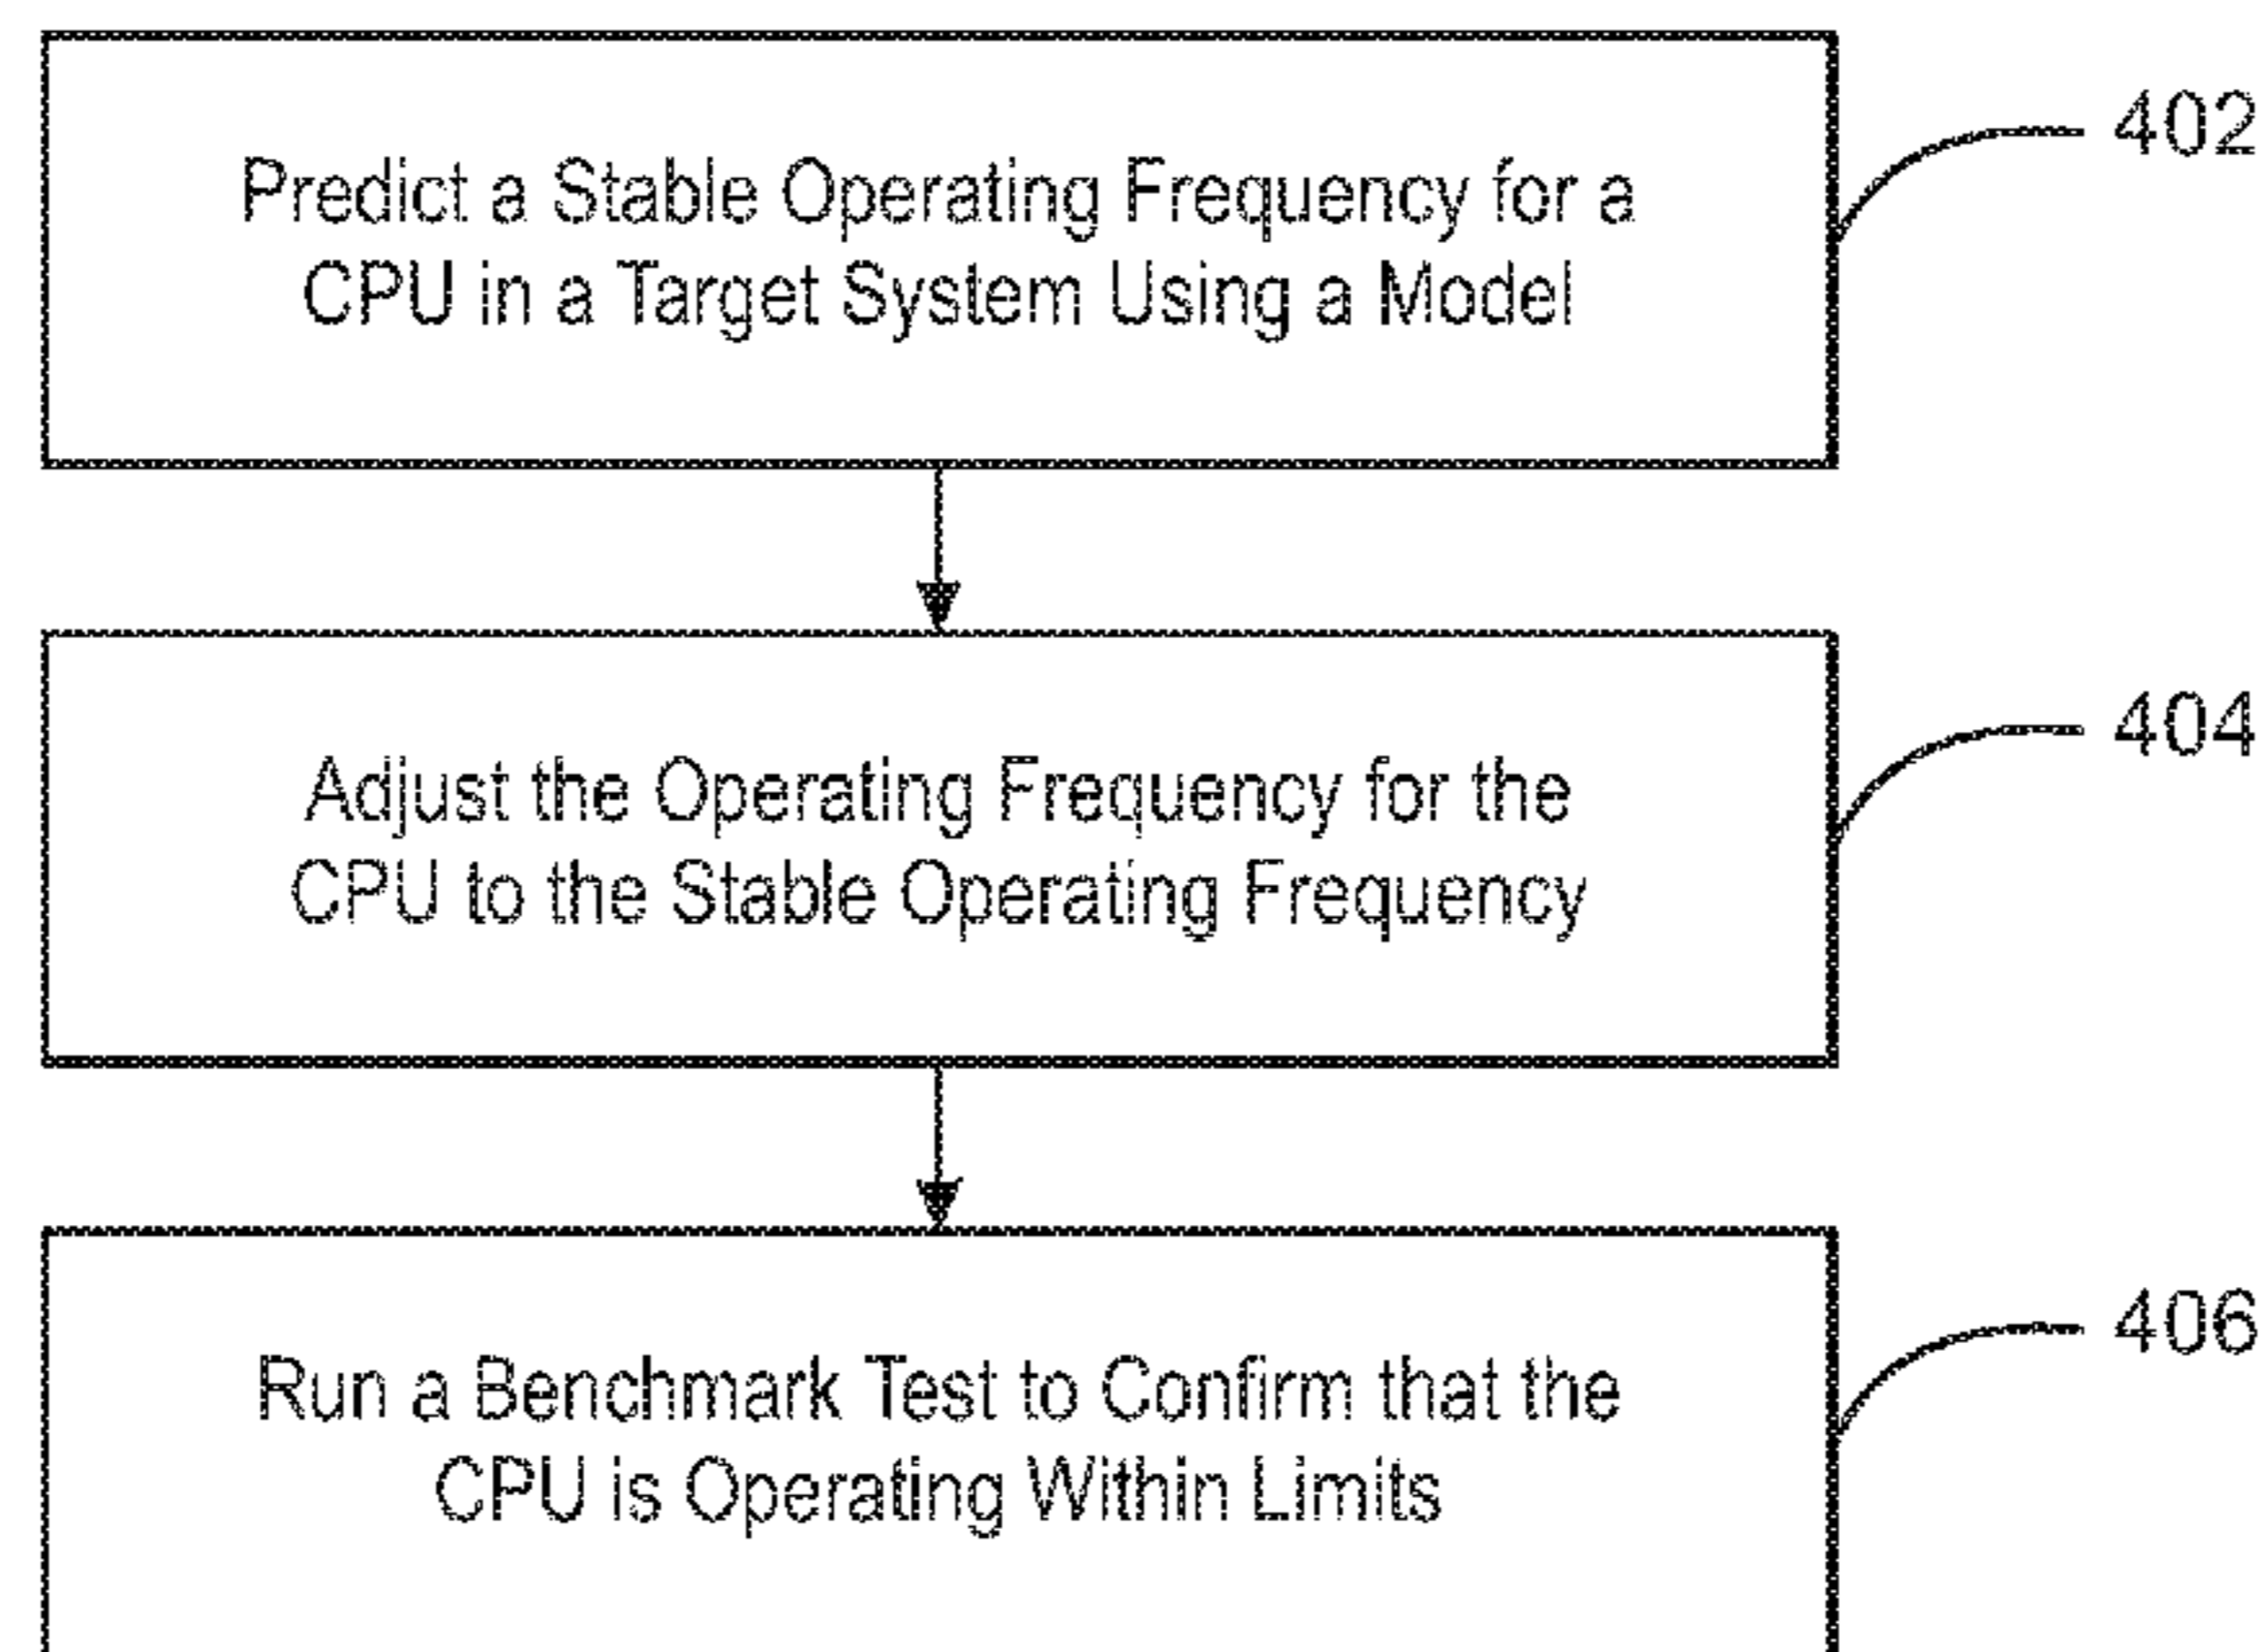 Predict a Stable Operating Frequency for a
CPU in a Target System Using a Model
402
Adjust the Operating Frequency for the
CPU to the Stable Operating Frequency
404
Run a Benchmark Test to Confirm that the
CPU is Operating Within Limits
406